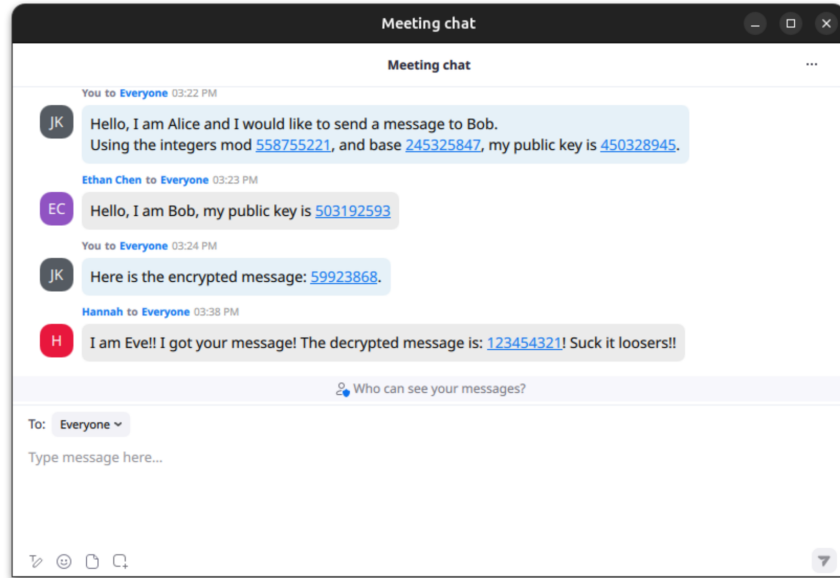 Meeting chat
Meeting chat
You to Everyone 03:22 PM
JK
Hello, I am Alice and I would like to send a message to Bob.
Using the integers mod 558755221, and base 245325847, my public key is 450328945.
Ethan Chen to Everyone 03:23 PM
EC
Hello, I am Bob, my public key is 503192593
You to Everyone 03:24 PM
JK
Here is the encrypted message: 59923868.
Hannah to Everyone 03:38 PM
H
I am Eve!! I got your message! The decrypted message is: 123454321! Suck it loosers!!
Who can see your messages?
To: Everyone
Type message here...